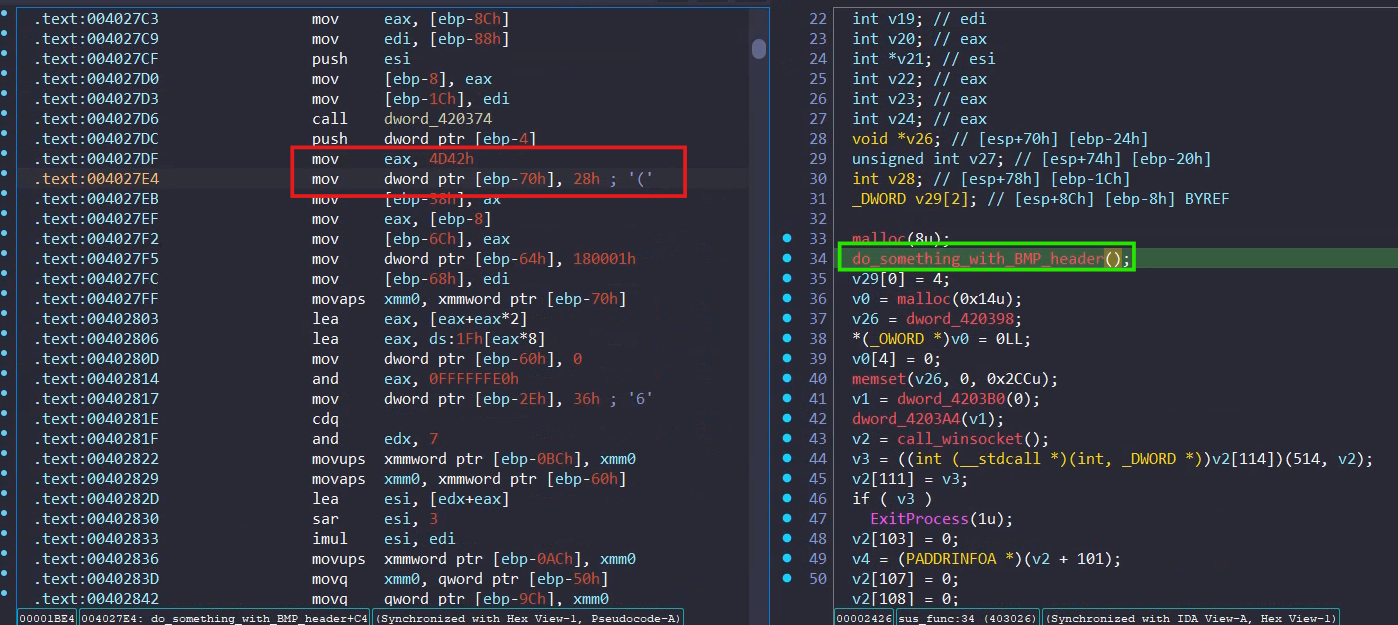 .text:004027C3 mov eax, [ebp-8Ch]
.text:004027C9 mov edi, [ebp-88h]
.text:004027CF push esi
.text:004027D0 mov [ebp-8], eax
.text:004027D3 mov [ebp-1Ch], edi
.text:004027D6 call dword_420374
.text:004027DC push dword ptr [ebp-4]
.text:004027DF mov eax, 4D42h
.text:004027E4 mov dword ptr [ebp-70h], 28h ; '('
.text:004027EB mov [ebp-38h], ax
.text:004027EF mov eax, [ebp-8]
.text:004027F2 mov [ebp-6Ch], eax
.text:004027F5 mov dword ptr [ebp-64h], 180001h
.text:004027FC mov [ebp-68h], edi
.text:004027FF movaps xmm0, xmmword ptr [ebp-70h]
.text:00402803 lea eax, [eax+eax*2]
.text:00402806 lea eax, ds:1Fh[eax*8]
.text:0040280D mov dword ptr [ebp-60h], 0
.text:00402814 and eax, 0FFFFFFE0h
.text:00402817 mov dword ptr [ebp-2Eh], 36h ; '6'
.text:0040281E cdq
.text:0040281F and edx, 7
.text:00402822 movups xmmword ptr [ebp-0BCh], xmm0
.text:00402829 movaps xmm0, xmmword ptr [ebp-60h]
.text:0040282D lea esi, [edx+eax]
.text:00402830 sar esi, 3
.text:00402833 imul esi, edi
.text:00402836 movups xmmword ptr [ebp-0ACh], xmm0
.text:0040283D movq xmm0, qword ptr [ebp-50h]
.text:00402842 movq qword ptr [ebp-9Ch], xmm0
00001BE4 004027E4: do_something_with_BMP_header+C4 (Synchronized with Hex View-1, Pseudocode-A)
22 int v19; // edi
23 int v20; // eax
24 int *v21; // esi
25 int v22; // eax
26 int v23; // eax
27 int v24; // eax
28 void *v26; // [esp+70h] [ebp-24h]
29 unsigned int v27; // [esp+74h] [ebp-20h]
30 int v28; // [esp+78h] [ebp-1Ch]
31 _DWORD v29[2]; // [esp+8Ch] [ebp-8h] BYREF
32
33 malloc(8u);
34 do_something_with_BMP_header();
35 v29[0] = 4;
36 v0 = malloc(0x14u);
37 v26 = dword_420398;
38 *(_OWORD *)v0 = 0LL;
39 v0[4] = 0;
40 memset(v26, 0, 0x2CCu);
41 v1 = dword_4203B0(0);
42 dword_4203A4(v1);
43 v2 = call_winsocket();
44 v3 = ((int (__stdcall *)(int, _DWORD *))v2[114])(514, v2);
45 v2[111] = v3;
46 if ( v3 )
47 ExitProcess(1u);
48 v2[103] = 0;
49 v4 = (PADDRINFOA *)(v2 + 101);
50 v2[107] = 0;
v2[108] = 0;
00002426 sus_func:34 (403026) (Synchronized with IDA View-A, Hex View-1)